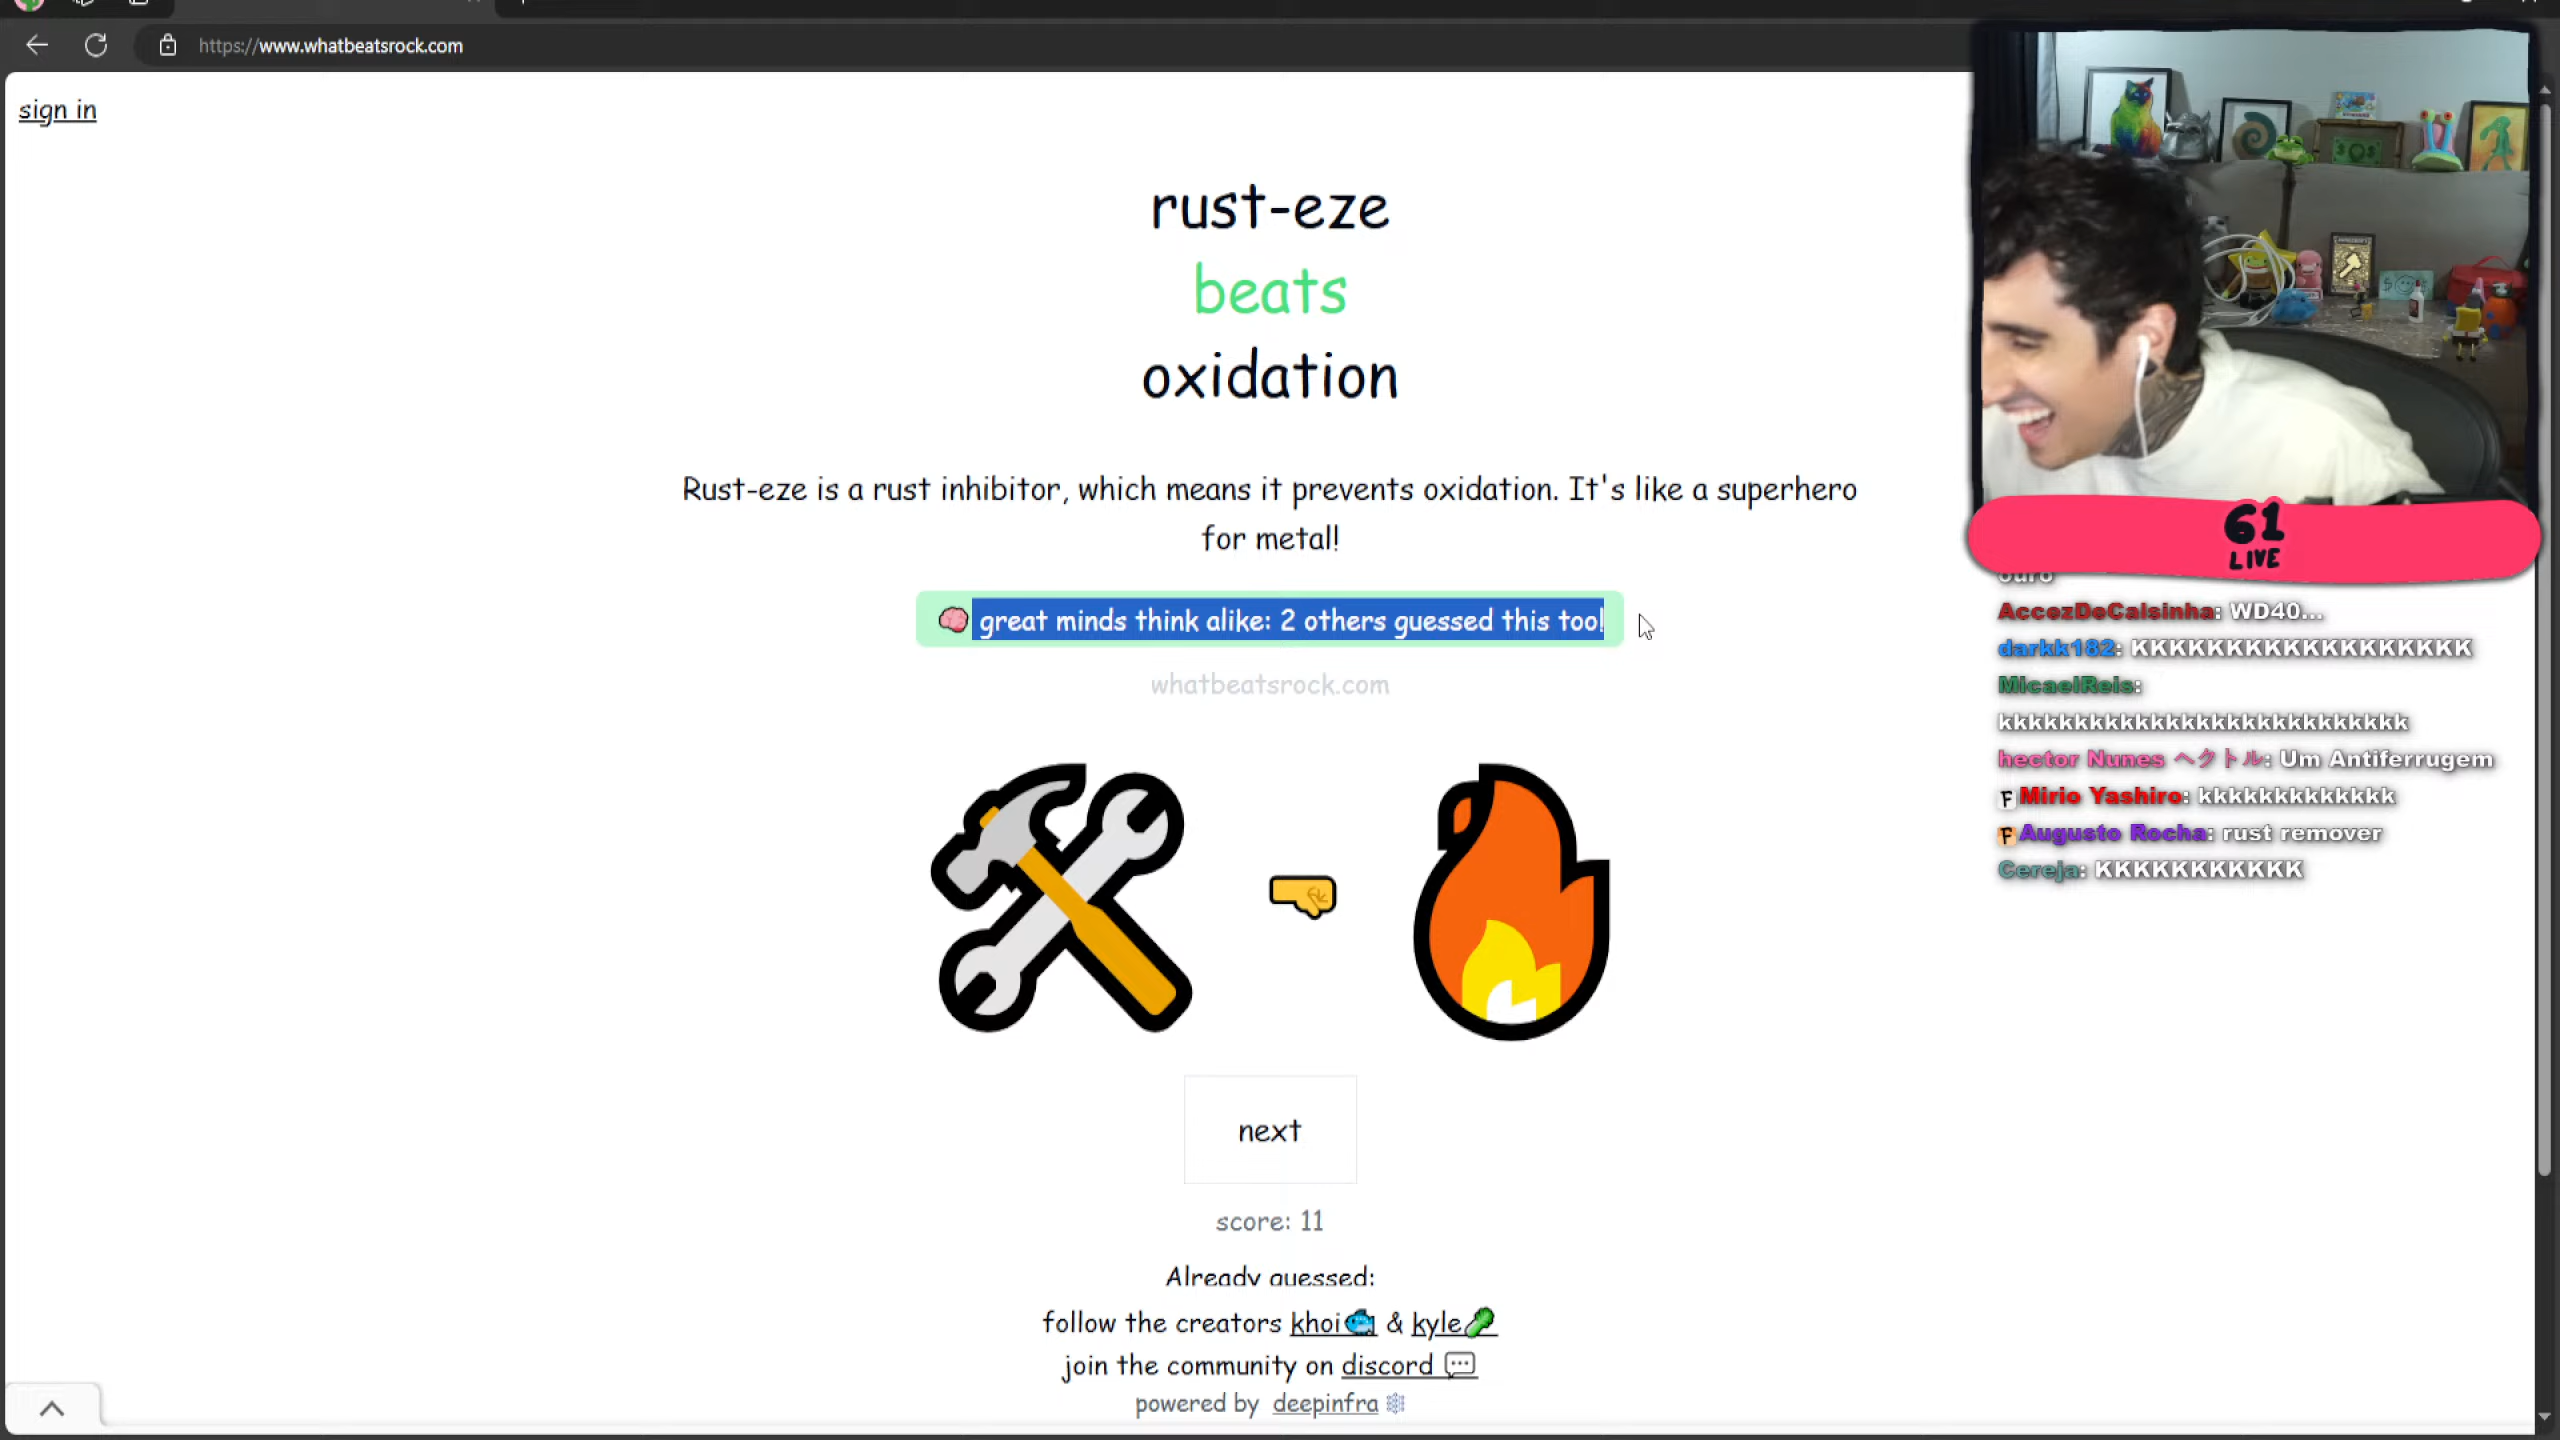 https://www.whatbeatsrock.com
sign in
rust-eze
beats
oxidation
Rust-eze is a rust inhibitor, which means it prevents oxidation. It's like a superhero
for metal!
great minds think alike: 2 others guessed this too!
whatbeatsrock.com
next
score: 11
Already guessed:
follow the creators khoi & kyle
join the community on discord
powered by deepinfra
61
LIVE
ouro
AccezDeCalsinha: WD40...
darkk182: KKKKKKKKKKKKKKKKKK
MicaelReis:
kkkkkkkkkkkkkkkkkkkkkkkkkk
hector Nunes ヘクトル: Um Antiferrugem
F Mirio Yashiro: kkkkkkkkkkkkk
F Augusto Rocha: rust remover
Cereja: KKKKKKKKKKK